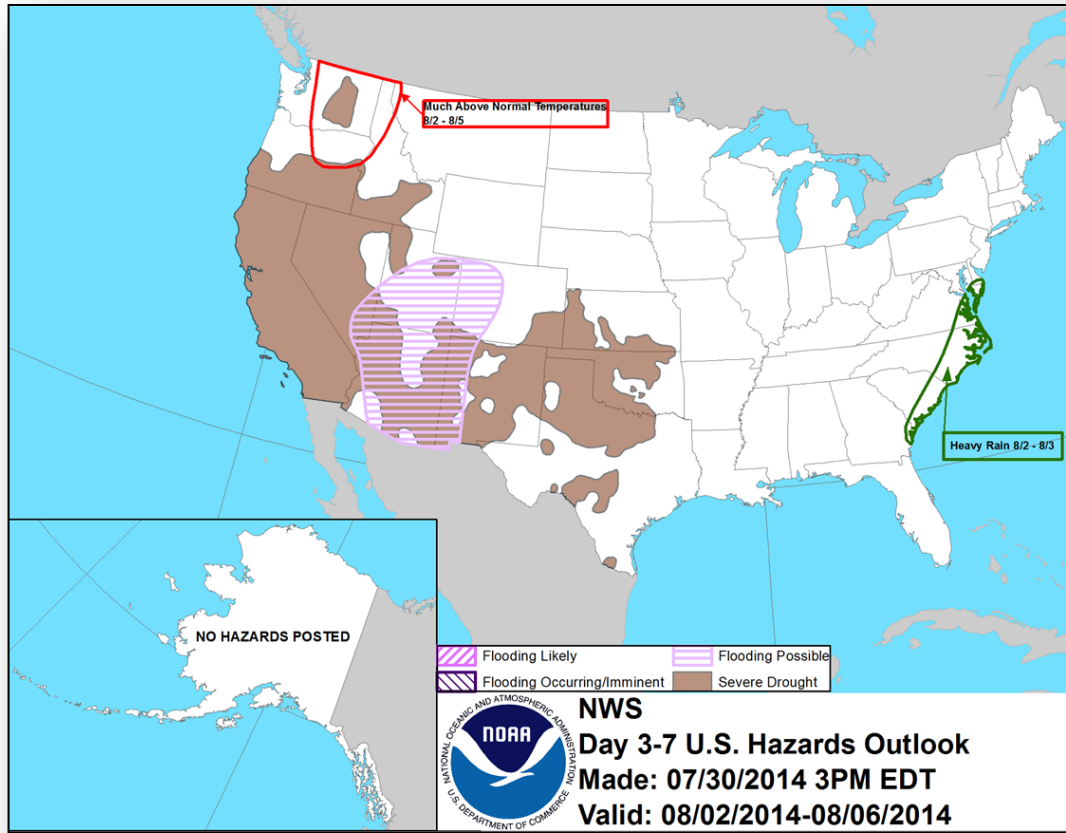 Much Above Normal Temperatures
8/2 - 8/5
Heavy Rain 8/2 - 8/3
NO HAZARDS POSTED
Flooding Likely
Flooding Possible
Flooding Occurring/Imminent
Severe Drought
NATIONAL OCEANIC AND ATMOSPHERIC ADMINISTRATION
NOAA
U.S. DEPARTMENT OF COMMERCE
NWS
Day 3-7 U.S. Hazards Outlook
Made: 07/30/2014 3PM EDT
Valid: 08/02/2014-08/06/2014